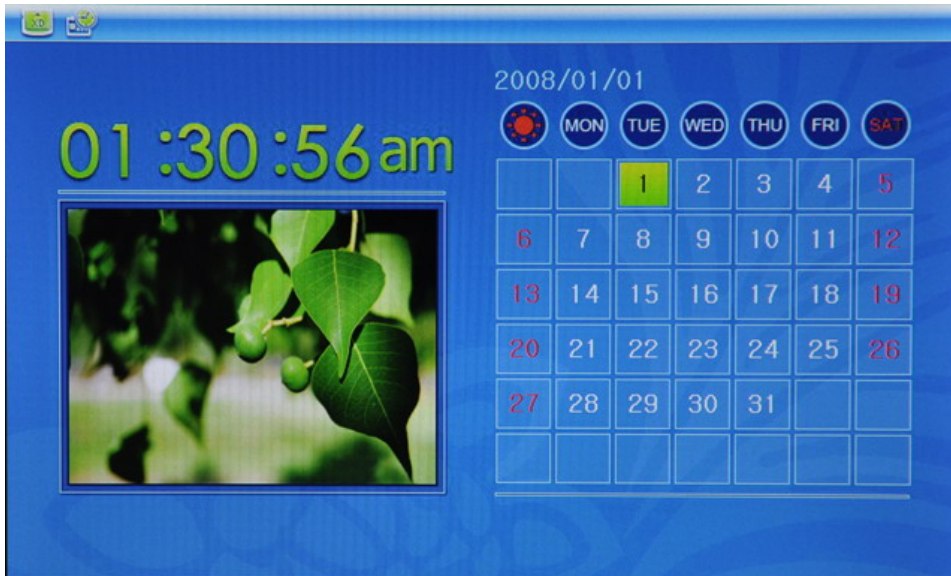 XD
2008/01/01
01:30:56am
MON TUE WED THU FRI SAT
1 2 3 4 5
6 7 8 9 10 11 12
13 14 15 16 17 18 19
20 21 22 23 24 25 26
27 28 29 30 31